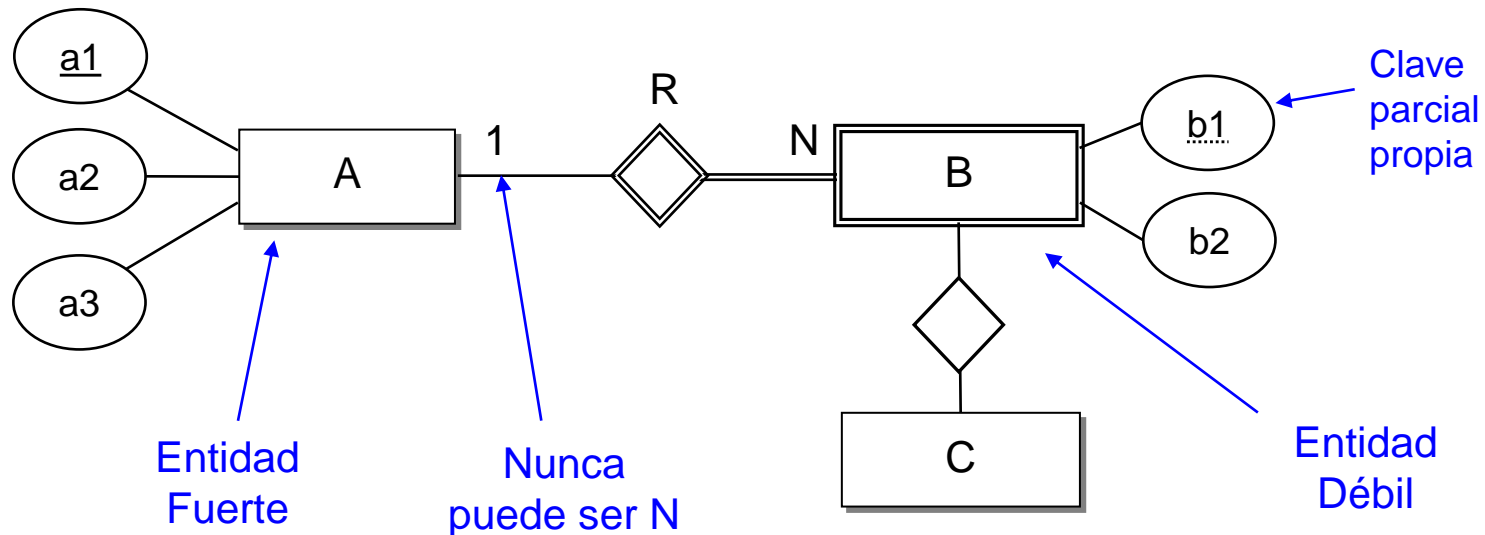 a1
a2
a3
A
1
R
N
B
b1
b2
C
Clave
parcial
propia
Entidad
Fuerte
Nunca
puede ser N
Entidad
Débil